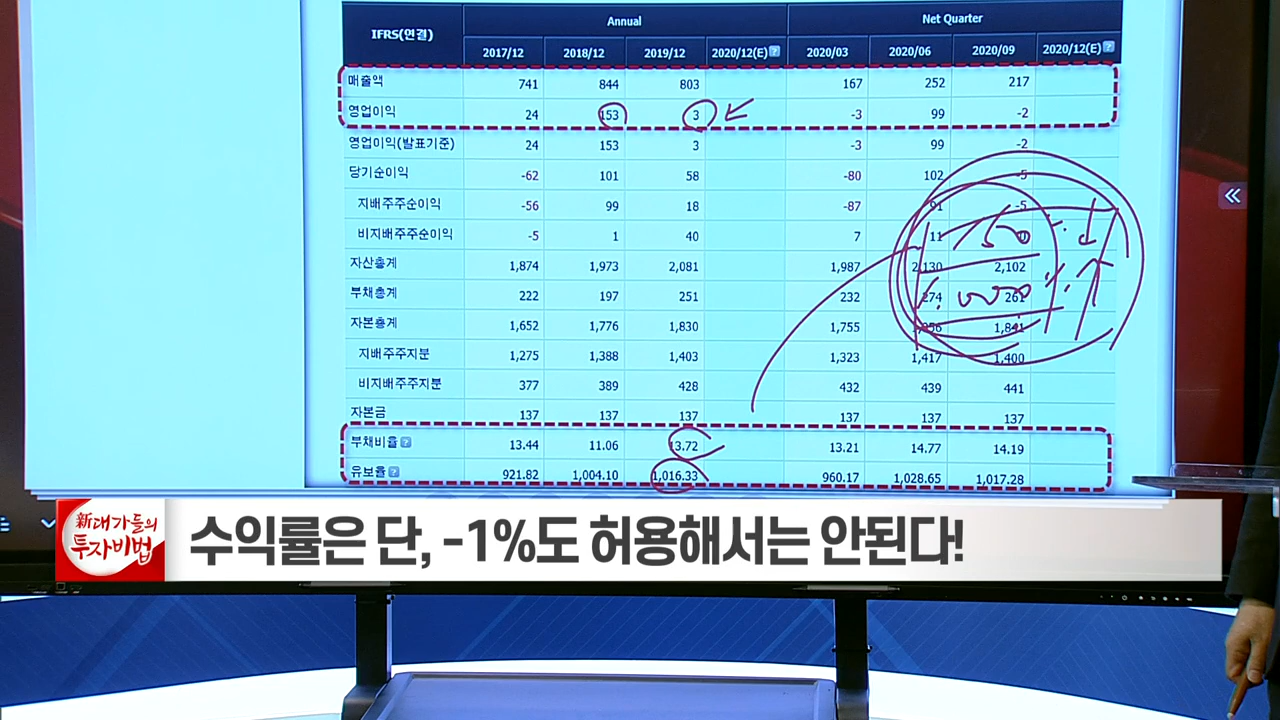 IFRS(연결) Annual Net Quarter
2017/12 2018/12 2019/12 2020/12(E) 2020/03 2020/06 2020/09 2020/12(E)
매출액 741 844 803 167 252 217
영업이익 24 153 3 -3 99 -2
영업이익(발표기준) 24 153 3 -3 99 -2
당기순이익 -62 101 58 -80 102 -5
지배주주순이익 -56 99 18 -87 91 -5
비지배주주순이익 -5 1 40 7 11
자산총계 1,874 1,973 2,081 1,987 2,130 2,102
부채총계 222 197 251 232 274 261
자본총계 1,652 1,776 1,830 1,755 1,841
지배주주지분 1,275 1,388 1,403 1,323 1,417 1,400
비지배주주지분 377 389 428 432 439 441
자본금 137 137 137 137 137 137
부채비율 13.44 11.06 13.72 13.21 14.77 14.19
유보율 921.82 1,004.10 1,016.33 960.17 1,028.65 1,017.28
150 %
新대가들의
투자비법
수익률은 단, -1%도 허용해서는 안된다!